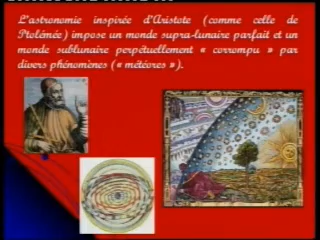 L'astronomie inspirée d'Aristote (comme celle de
Ptolémée) impose un monde supra-lunaire parfait et un
monde sublunaire perpétuellement « corrompu » par
divers phénomènes (« météores »).